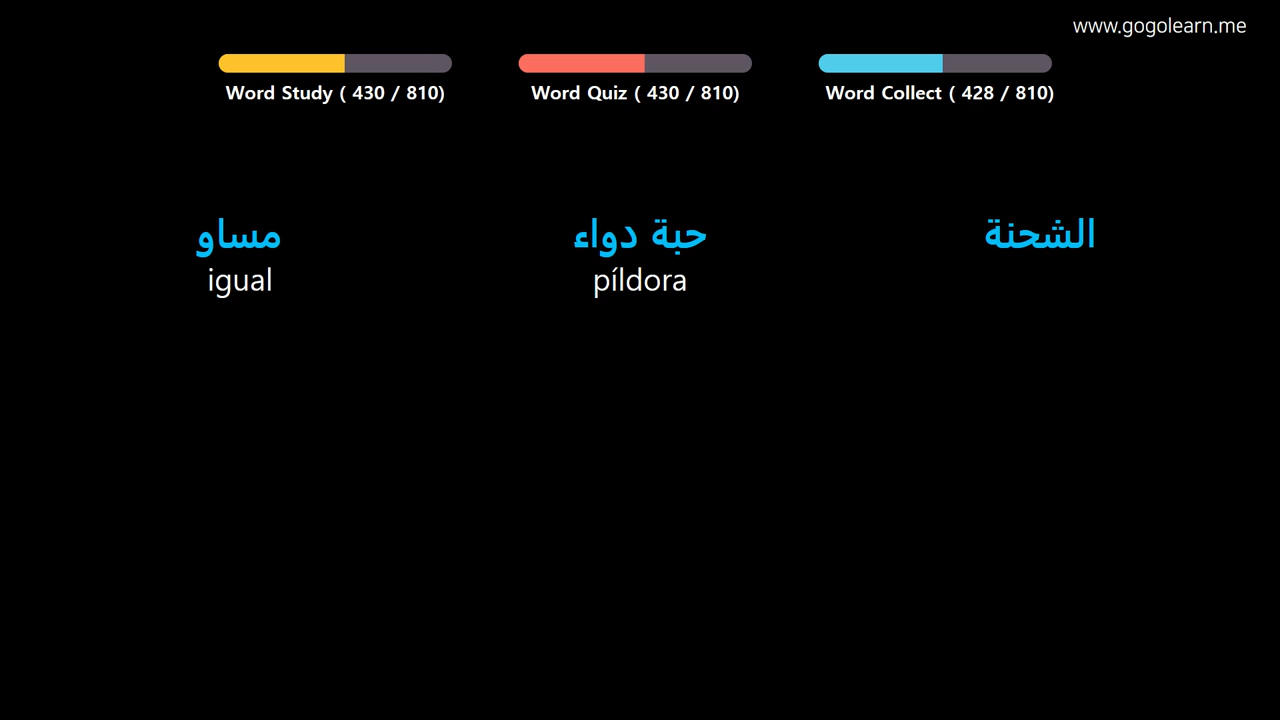 www.gogolearn.me
Word Study ( 430 / 810)
Word Quiz ( 430 / 810)
Word Collect ( 428 / 810)
مساو
igual
حبة دواء
píldora
الشحنة